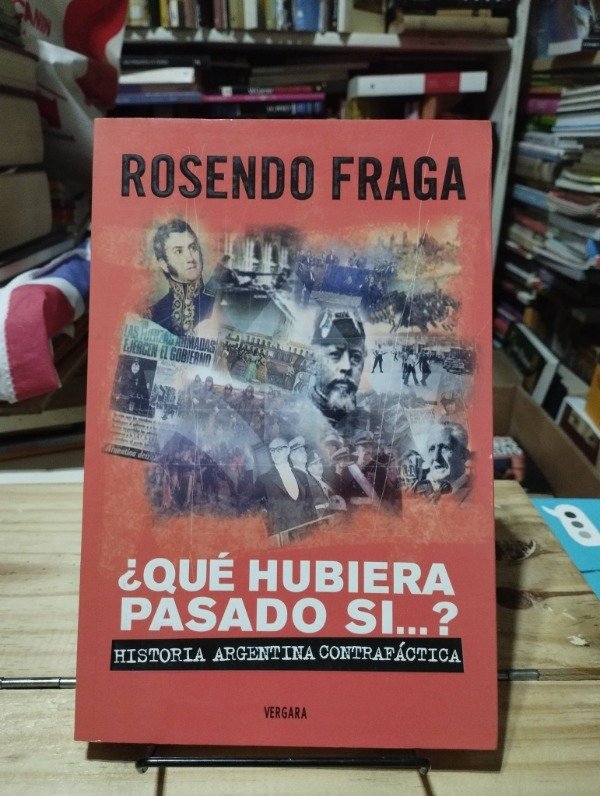 ROSENDO FRAGA
LAS FUERZAS ARMADAS
EJERCEN EL GOBIERNO
¿QUÉ HUBIERA
PASADO SI...?
HISTORIA ARGENTINA CONTRAFÁCTICA
VERGARA